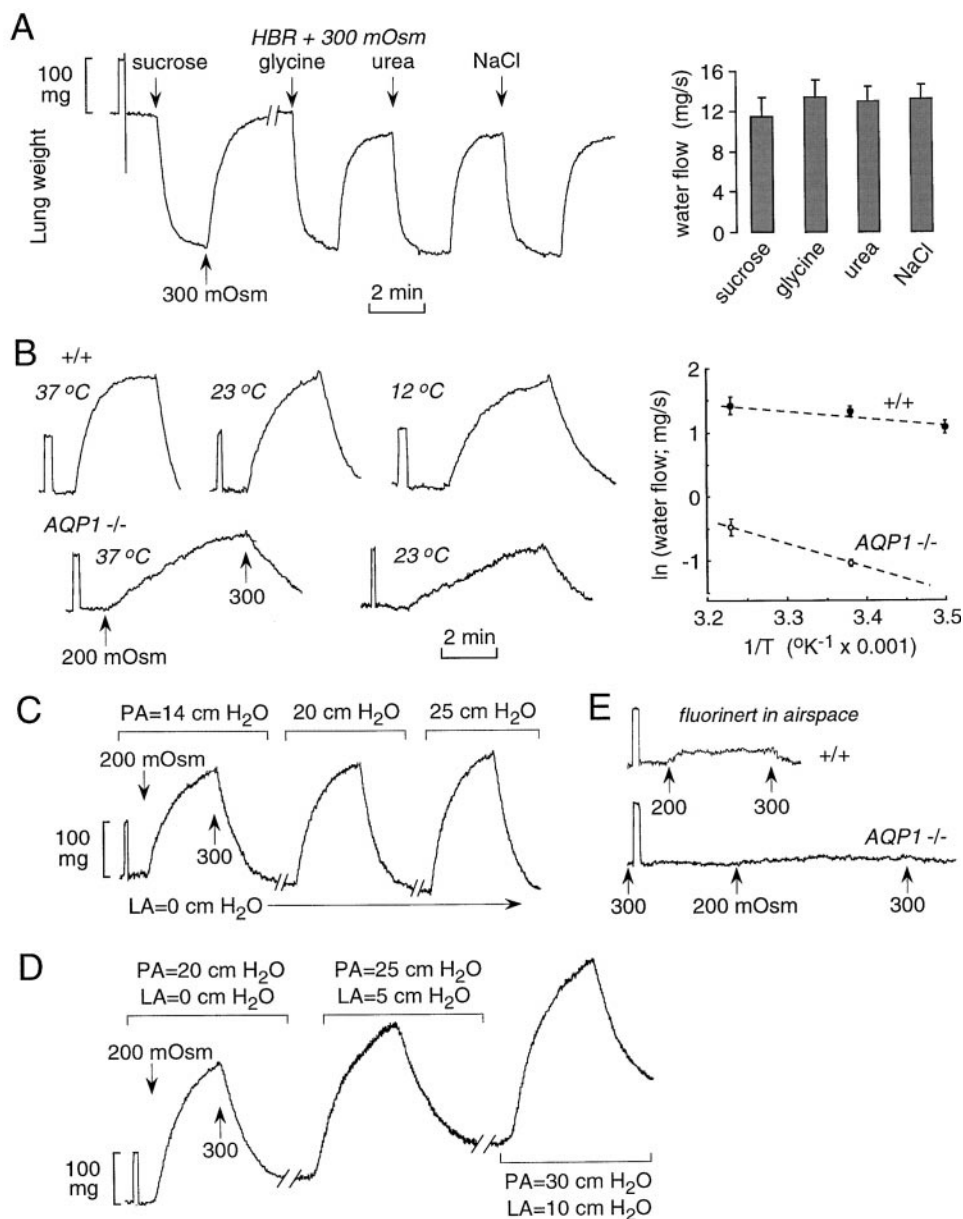 A
HBR + 300 mOsm
100 mg
sucrose
glycine
urea
NaCl
Lung weight
300 mOsm
2 min
water flow (mg/s)
16
12
8
4
0
sucrose
glycine
urea
NaCl
B
+/+
37 ºC
23 ºC
12 ºC
AQP1 -/-
37 ºC
23 ºC
300
200 mOsm
2 min
ln (water flow; mg/s)
2
1
0
-1
+/+
AQP1 -/-
3.2
3.3
3.4
3.5
1/T (ºK⁻¹ x 0.001)
C
PA=14 cm H₂O
20 cm H₂O
25 cm H₂O
200 mOsm
100 mg
300
LA=0 cm H₂O
E
fluorinert in airspace
+/+
200
300
AQP1 -/-
300
200 mOsm
300
D
PA=20 cm H₂O
LA=0 cm H₂O
PA=25 cm H₂O
LA=5 cm H₂O
200 mOsm
300
100 mg
PA=30 cm H₂O
LA=10 cm H₂O